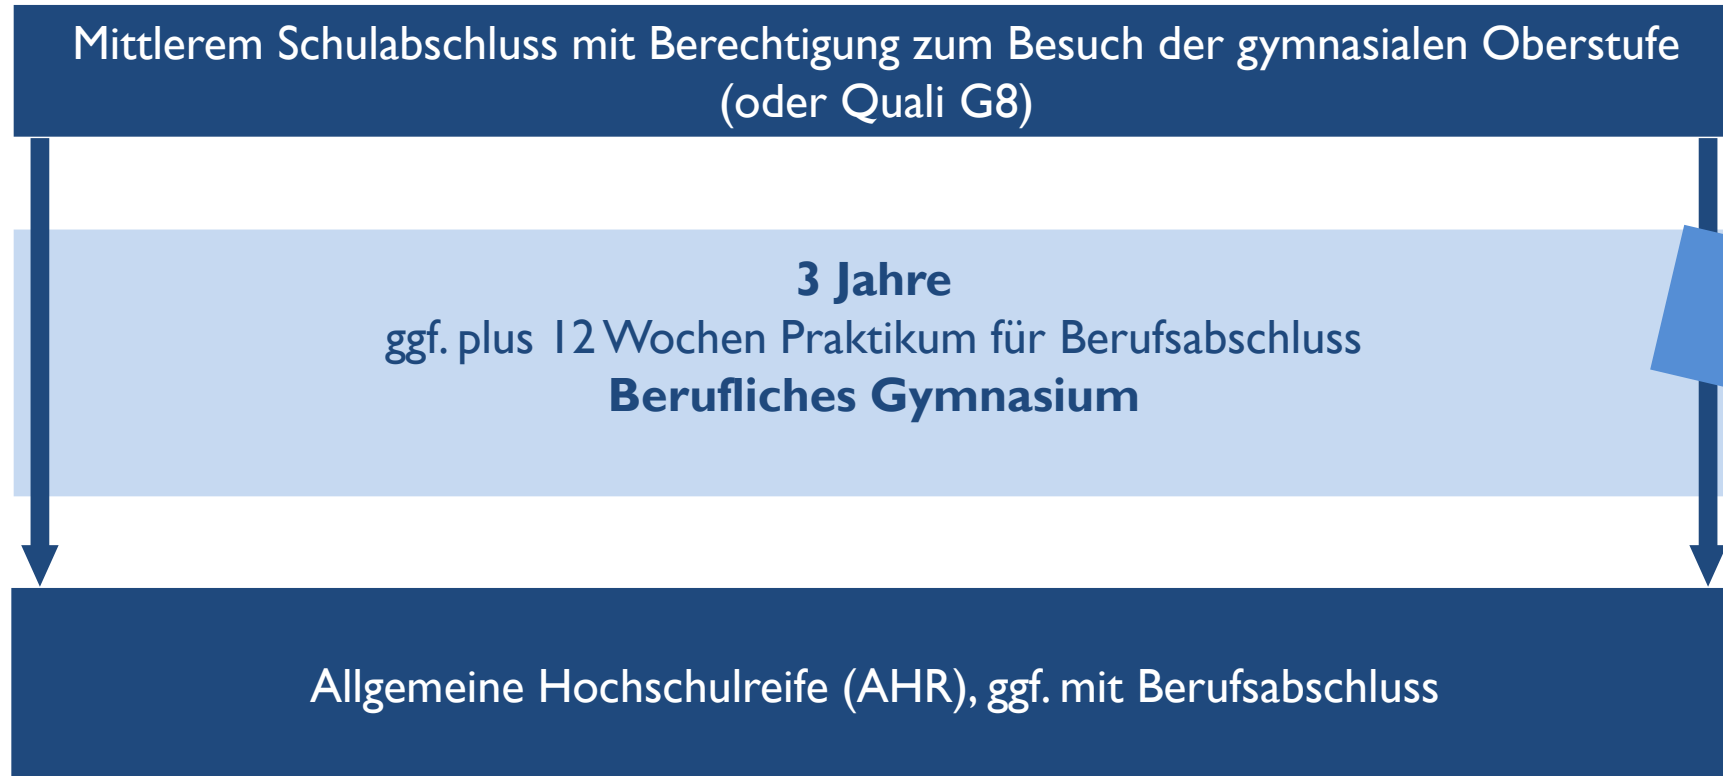 Mittlerem Schulabschluss mit Berechtigung zum Besuch der gymnasialen Oberstufe
(oder Quali G8)
3 Jahre
ggf. plus 12 Wochen Praktikum für Berufsabschluss
Berufliches Gymnasium
Allgemeine Hochschulreife (AHR), ggf. mit Berufsabschluss